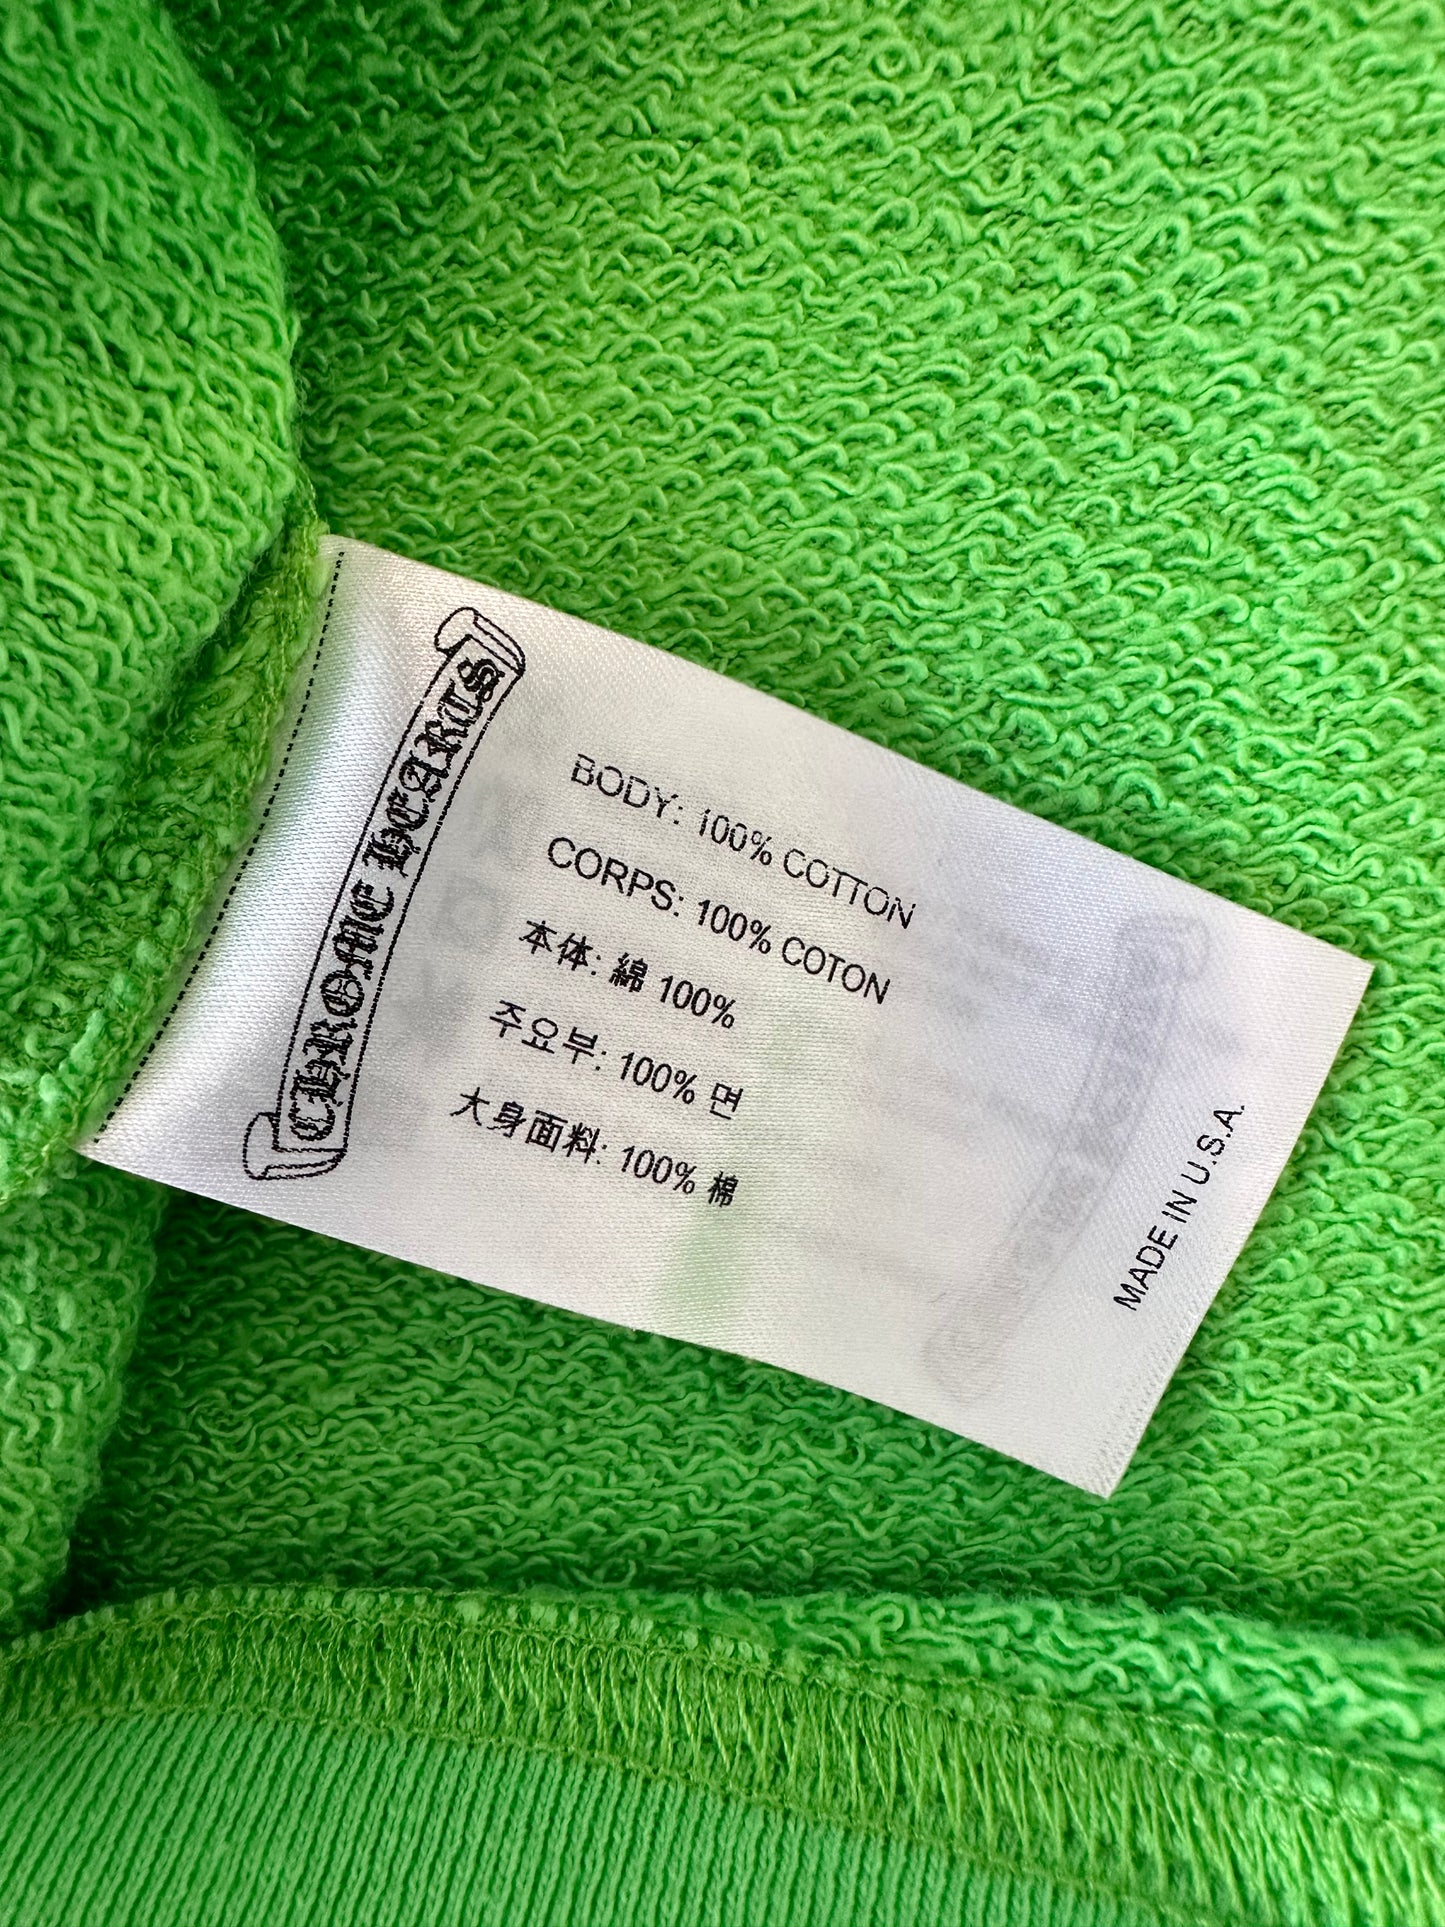 CHROME HEARTS
BODY: 100% COTTON
CORPS: 100% COTON
本体: 綿 100%
주요부: 100% 면
大身面料: 100% 棉
MADE IN U.S.A.